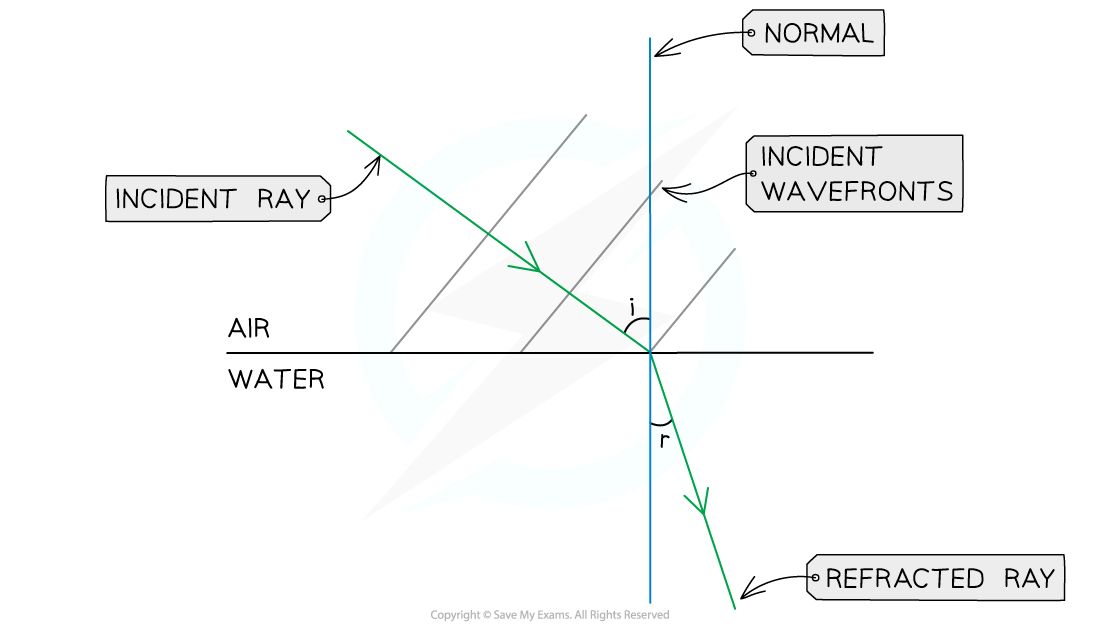 NORMAL
INCIDENT
WAVEFRONTS
INCIDENT RAY
i
AIR
WATER
r
REFRACTED RAY
Copyright © Save My Exams. All Rights Reserved